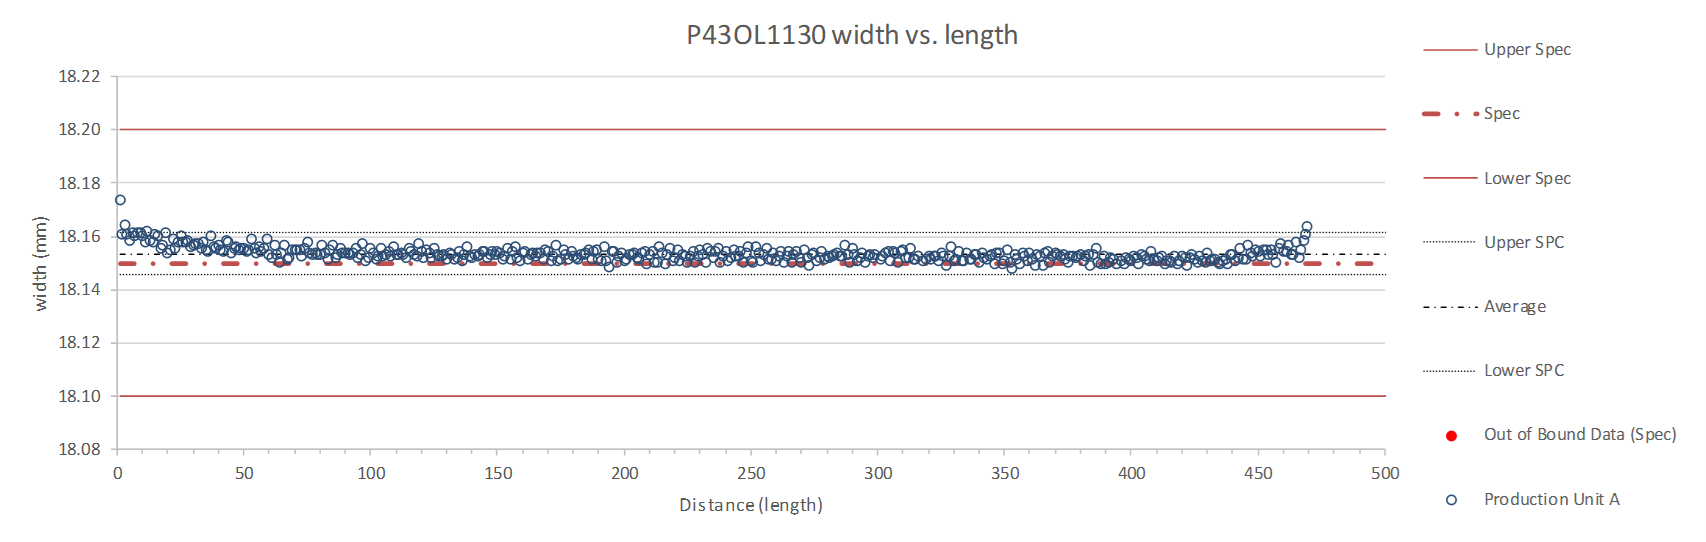 P43OL1130 width vs. length
18.22
18.20
18.18
18.16
18.14
18.12
18.10
18.08
width (mm)
0 50 100 150 200 250 300 350 400 450 500
Distance (length)
Upper Spec
Spec
Lower Spec
Upper SPC
Average
Lower SPC
Out of Bound Data (Spec)
Production Unit A